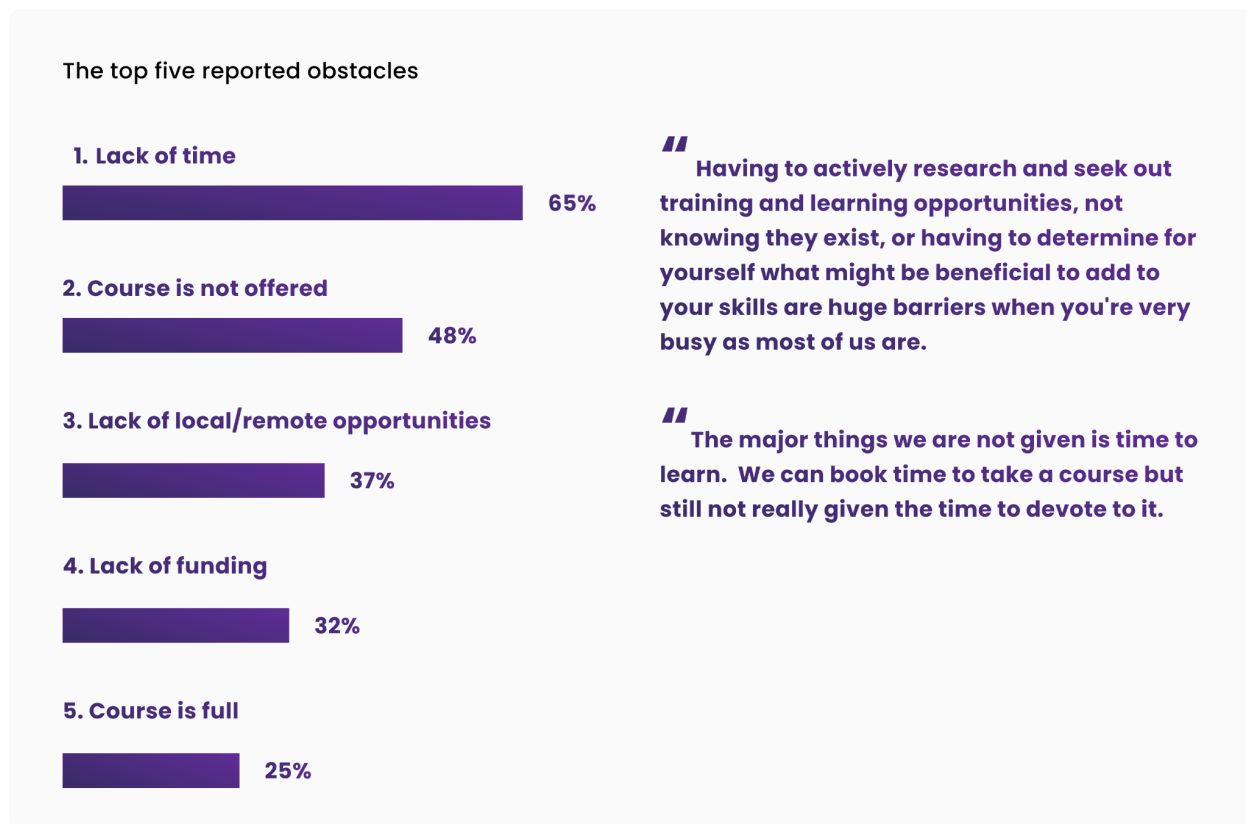 The top five reported obstacles
1. Lack of time
65%
2. Course is not offered
48%
3. Lack of local/remote opportunities
37%
4. Lack of funding
32%
5. Course is full
25%
“ Having to actively research and seek out
training and learning opportunities, not
knowing they exist, or having to determine for
yourself what might be beneficial to add to
your skills are huge barriers when you're very
busy as most of us are.
“ The major things we are not given is time to
learn.  We can book time to take a course but
still not really given the time to devote to it.